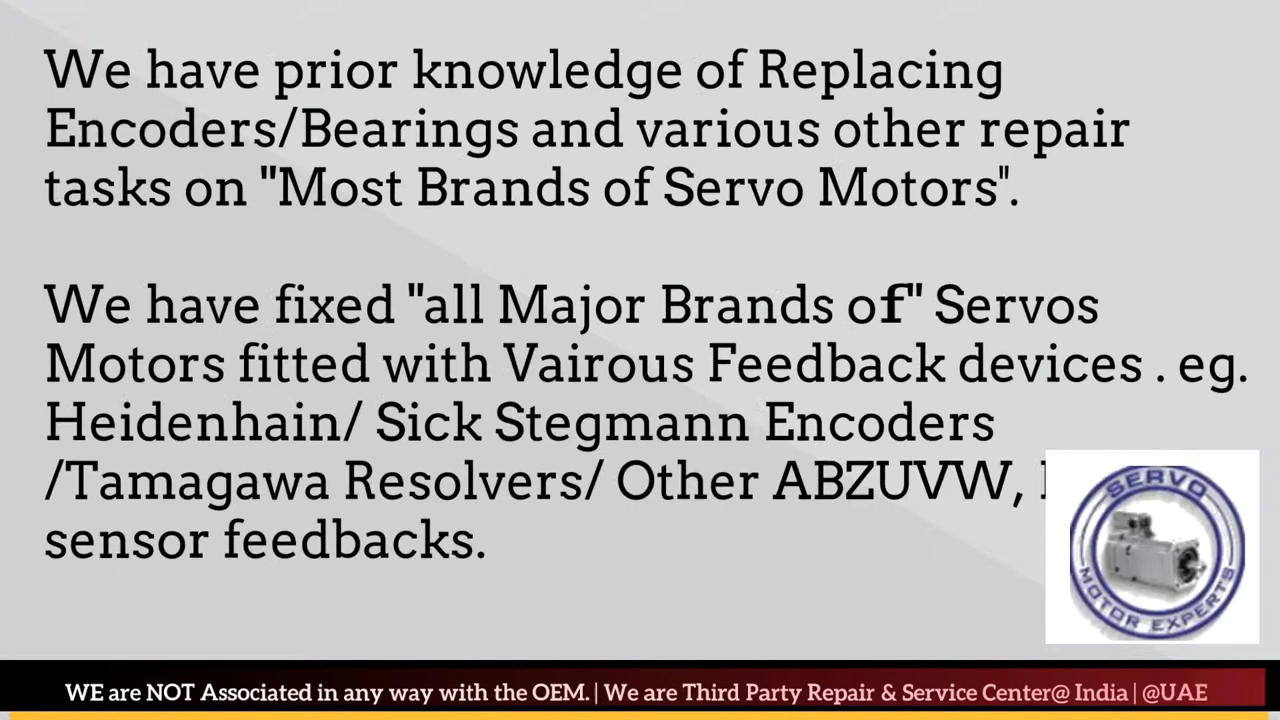 We have prior knowledge of Replacing
Encoders/Bearings and various other repair
tasks on "Most Brands of Servo Motors".
We have fixed "all Major Brands of" Servos
Motors fitted with Vairous Feedback devices . eg.
Heidenhain/ Sick Stegmann Encoders
/Tamagawa Resolvers/ Other ABZUVW,
sensor feedbacks.
SERVO
MOTOR EXPERTS
WE are NOT Associated in any way with the OEM. | We are Third Party Repair & Service Center@ India | @UAE